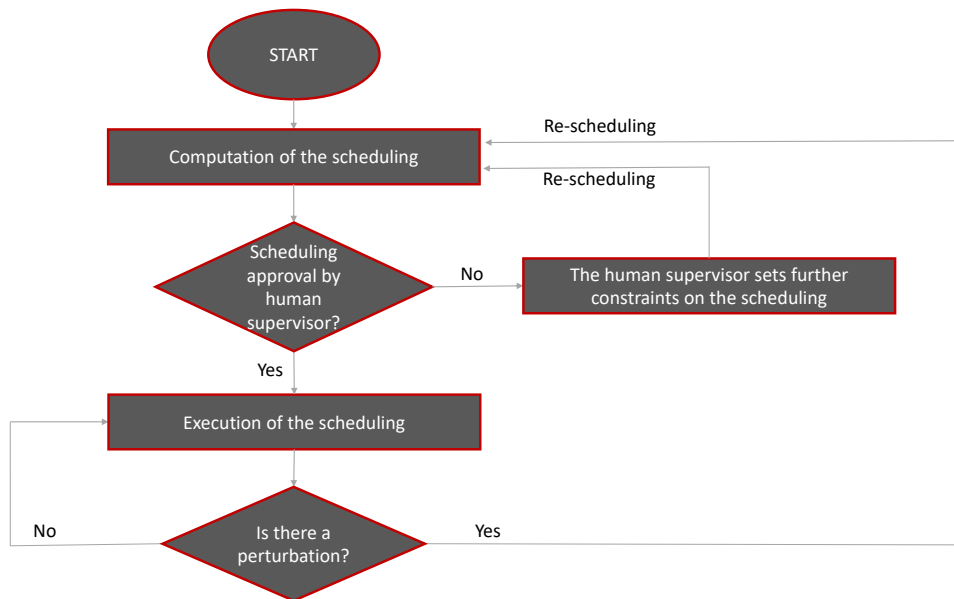 START
Re-scheduling
Computation of the scheduling
Re-scheduling
Scheduling
approval by
human
supervisor?
No
The human supervisor sets further
constraints on the scheduling
Yes
Execution of the scheduling
No
Is there a
perturbation?
Yes